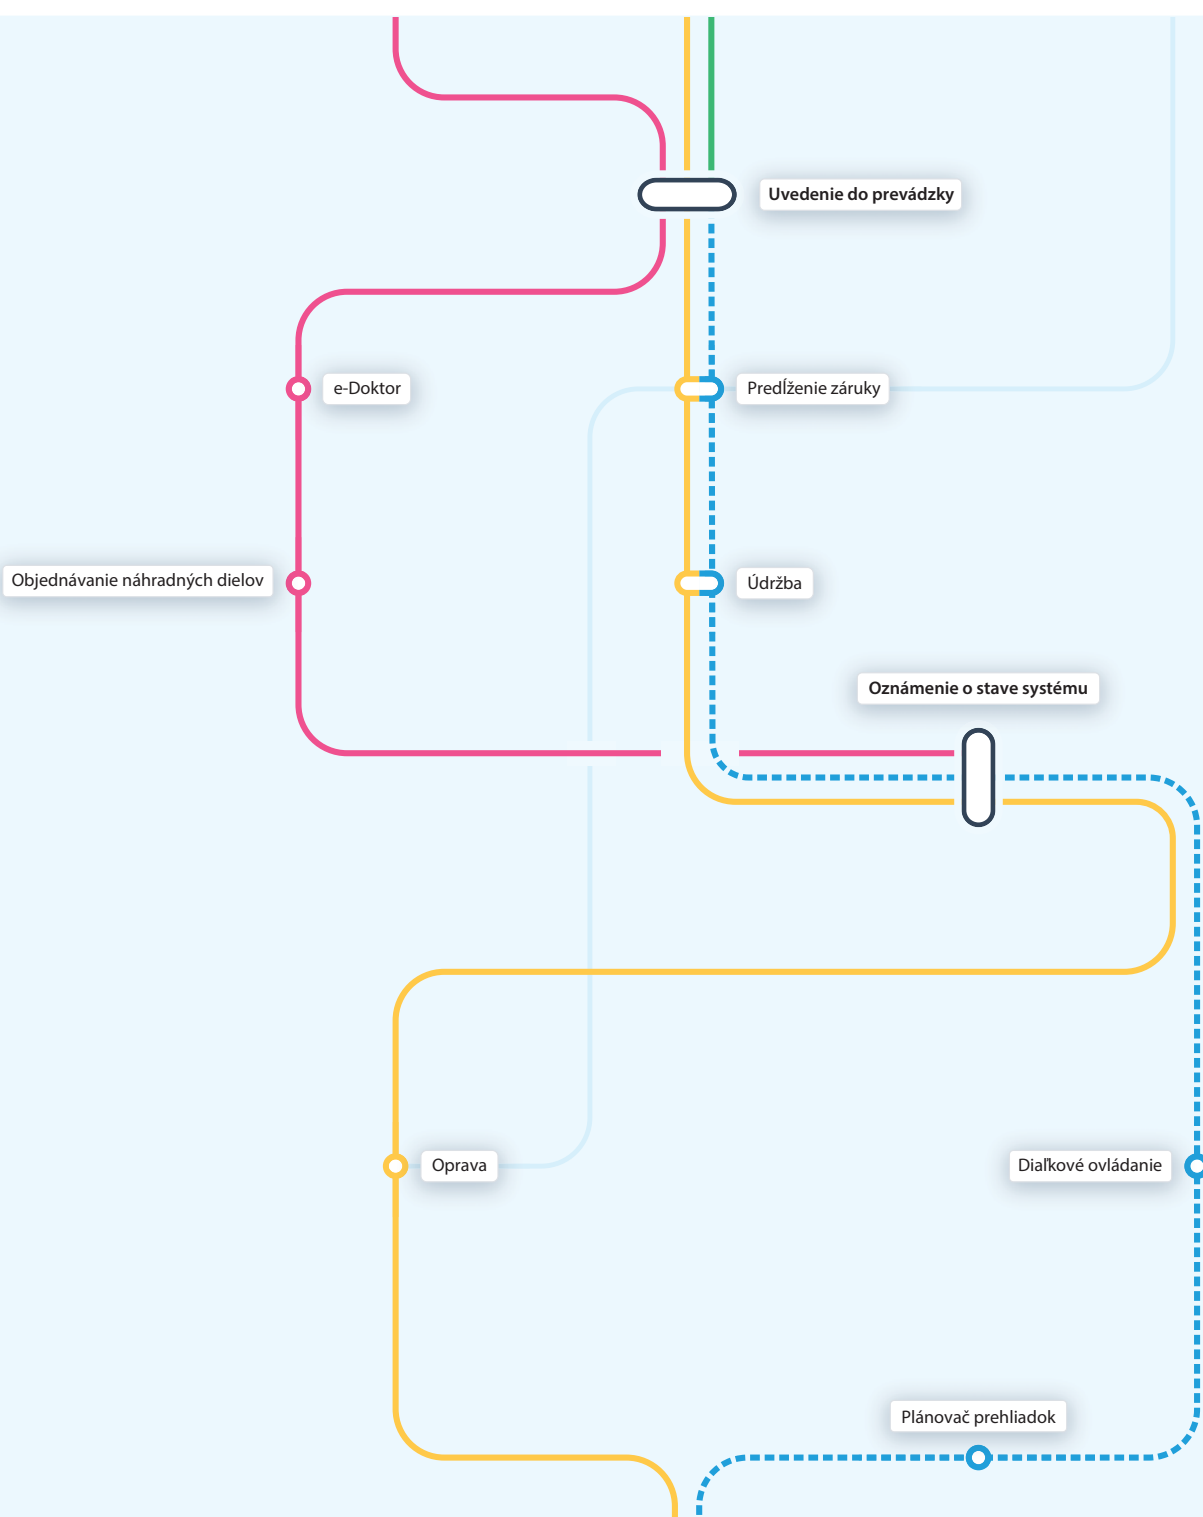 Uvedenie do prevádzky
e-Doktor
Predĺženie záruky
Objednávanie náhradných dielov
Údržba
Oznámenie o stave systému
Oprava
Diaľkové ovládanie
Plánovač prehliadok